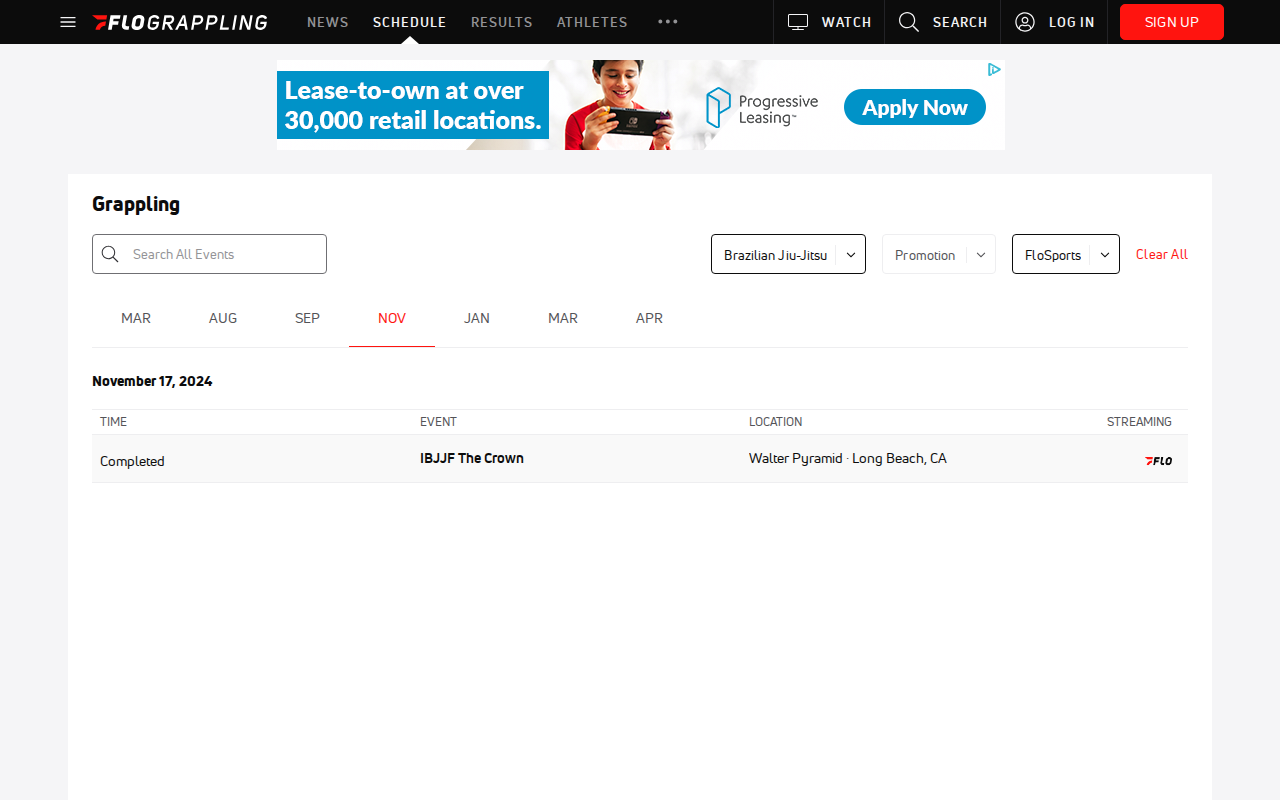 FLOGRAPPLING NEWS SCHEDULE RESULTS ATHLETES WATCH SEARCH LOG IN SIGN UP
Lease-to-own at over
30,000 retail locations.
Progressive
Leasing™
Apply Now
Grappling
Search All Events
Brazilian Jiu-Jitsu
Promotion
FloSports
Clear All
MAR AUG SEP NOV JAN MAR APR
November 17, 2024
TIME EVENT LOCATION STREAMING
Completed IBJJF The Crown Walter Pyramid · Long Beach, CA FLO